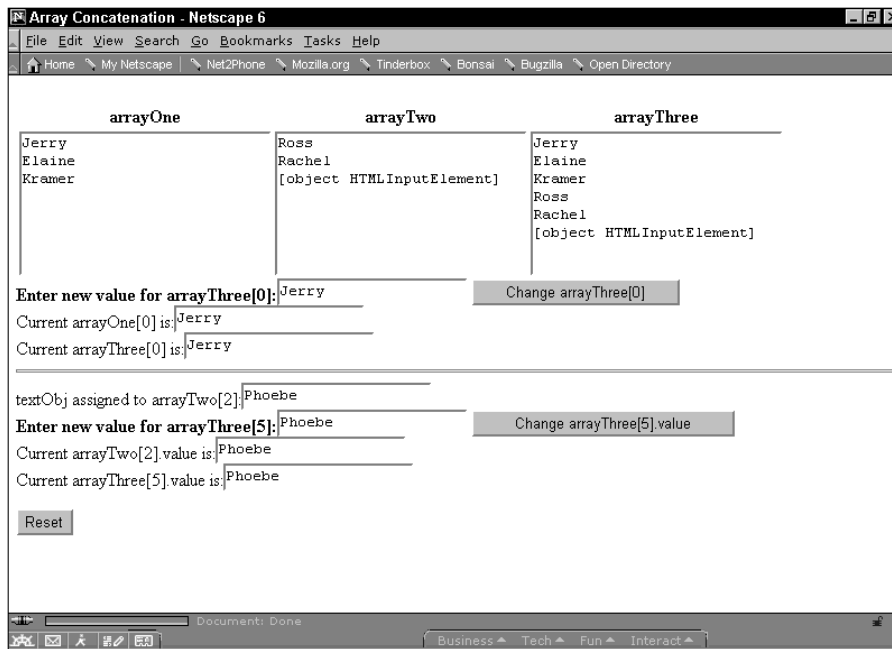 Array Concatenation - Netscape 6
File Edit View Search Go Bookmarks Tasks Help
Home My Netscape Net2Phone Mozilla.org Tinderbox Bonsai Bugzilla Open Directory
arrayOne arrayTwo arrayThree
Jerry Ross Jerry
Elaine Rachel Elaine
Kramer [object HTMLInputElement] Kramer
Ross
Rachel
[object HTMLInputElement]
Enter new value for arrayThree[0]: Jerry Change arrayThree[0]
Current arrayOne[0] is: Jerry
Current arrayThree[0] is: Jerry
textObj assigned to arrayTwo[2]: Phoebe
Enter new value for arrayThree[5]: Phoebe Change arrayThree[5].value
Current arrayTwo[2].value is: Phoebe
Current arrayThree[5].value is: Phoebe
Reset
Document: Done
Business Tech Fun Interact